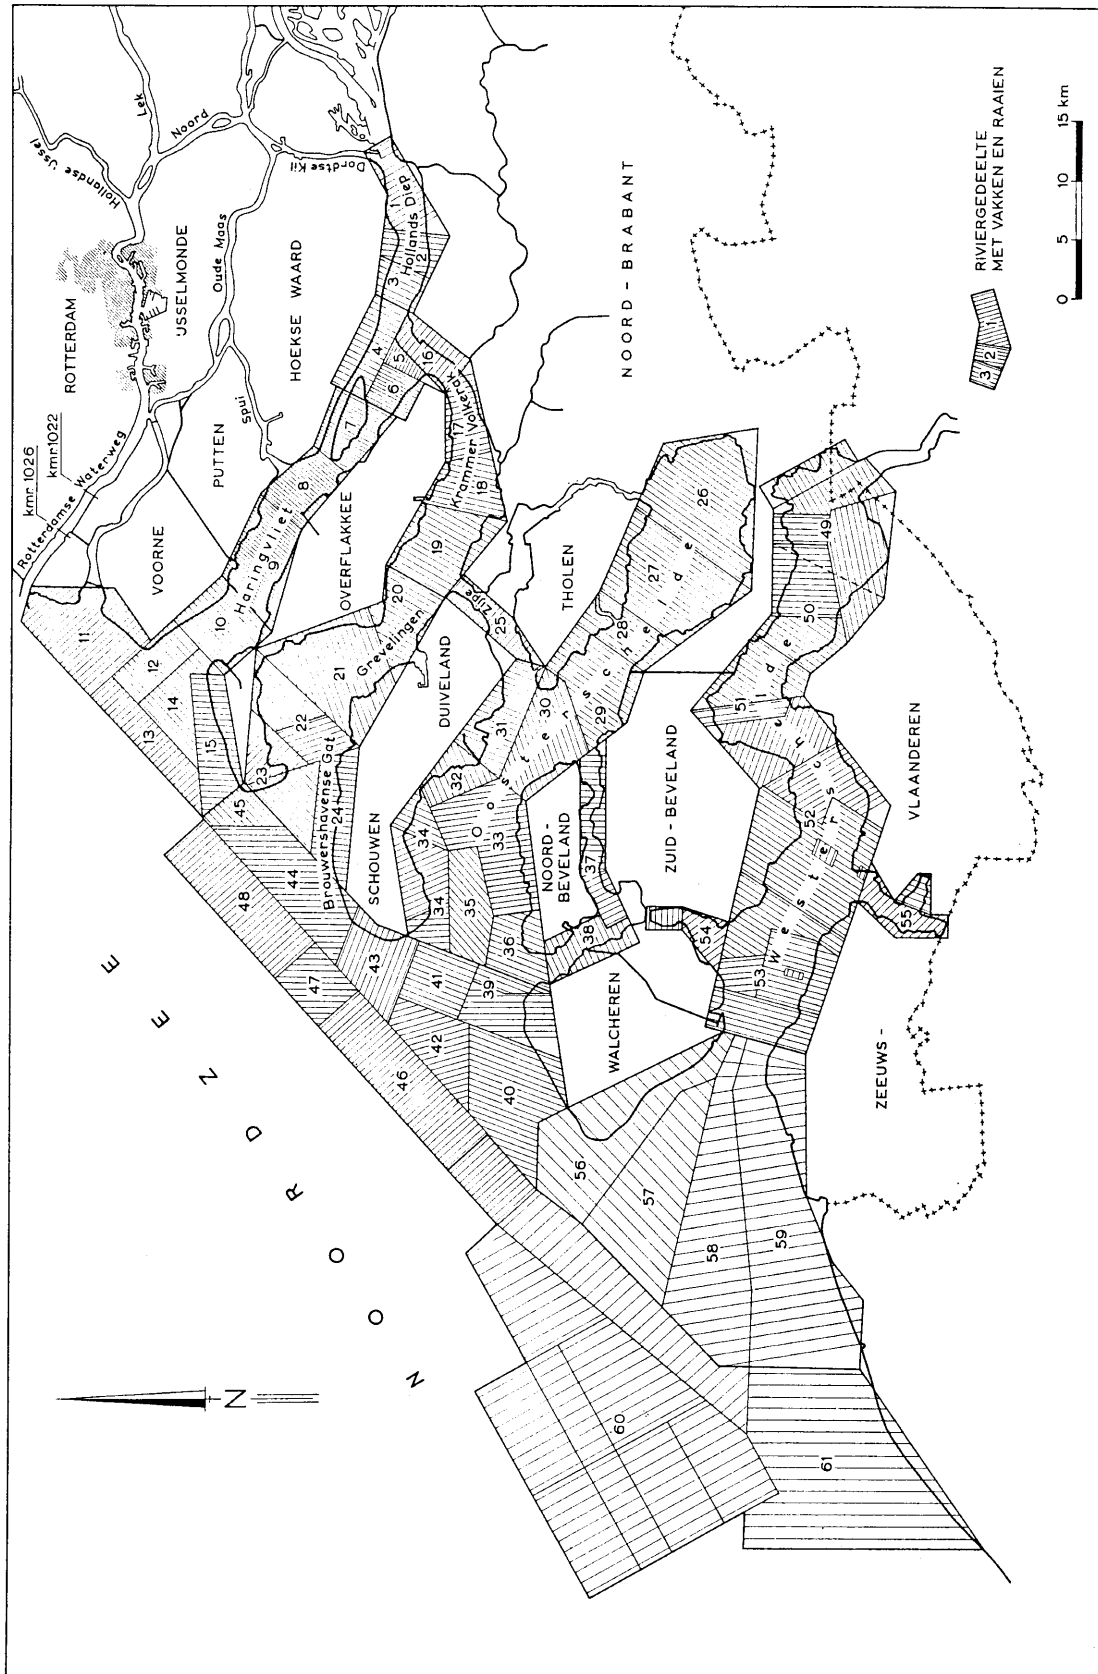 NOORDZEE
N
kmr. 1026
kmr. 1022
Rotterdamse Waterweg
ROTTERDAM
Hollandse IJssel
Lek
Noord
IJSSELMONDE
Oude Maas
PUTTEN
Spui
VOORNE
HOEKSE WAARD
Dordtse Kil
Hollands Diep
Haringvliet
OVERFLAKKEE
Krammer Volkerak
Grevelingen
Zijpe
Brouwershavense Gat
SCHOUWEN
DUIVELAND
THOLEN
NOORD - BRABANT
Oosterschelde
NOORD -
BEVELAND
ZUID - BEVELAND
WALCHEREN
Westerschelde
ZEEUWS -
VLAANDEREN
1
2
3
4
5
6
7
8
9
10
11
12
13
14
15
16
17
18
19
20
21
22
23
24
25
26
27
28
29
30
31
32
33
34
34
35
36
37
38
39
40
41
42
43
44
45
46
47
48
49
50
51
52
53
54
55
56
57
58
59
60
61
3 2 1
RIVIERGEDEELTE
MET VAKKEN EN RAAIEN
0 5 10 15 km